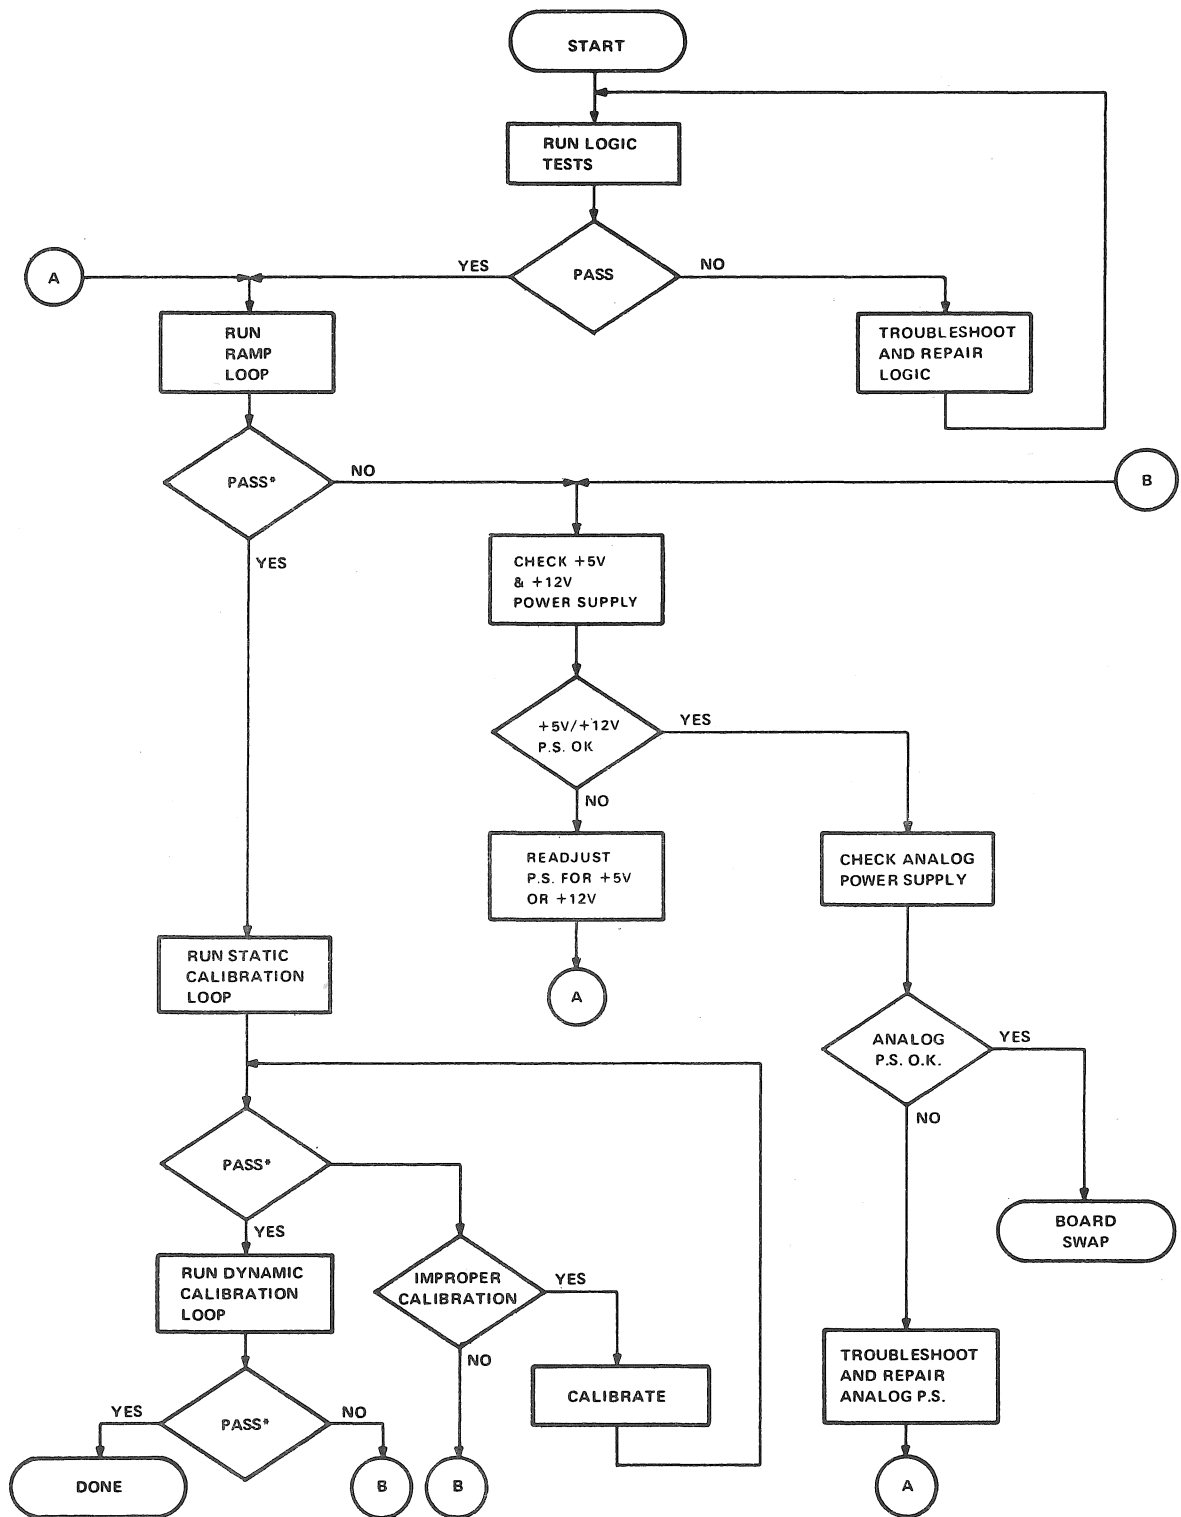 START
RUN LOGIC
TESTS
A
YES
PASS
NO
RUN
RAMP
LOOP
TROUBLESHOOT
AND REPAIR
LOGIC
PASS*
NO
B
YES
CHECK +5V
& +12V
POWER SUPPLY
+5V/+12V
P.S. OK
YES
NO
READJUST
P.S. FOR +5V
OR +12V
CHECK ANALOG
POWER SUPPLY
RUN STATIC
CALIBRATION
LOOP
A
ANALOG
P.S. O.K.
YES
NO
PASS*
YES
BOARD
SWAP
RUN DYNAMIC
CALIBRATION
LOOP
IMPROPER
CALIBRATION
YES
NO
CALIBRATE
TROUBLESHOOT
AND REPAIR
ANALOG P.S.
YES
PASS*
NO
DONE
B
B
A